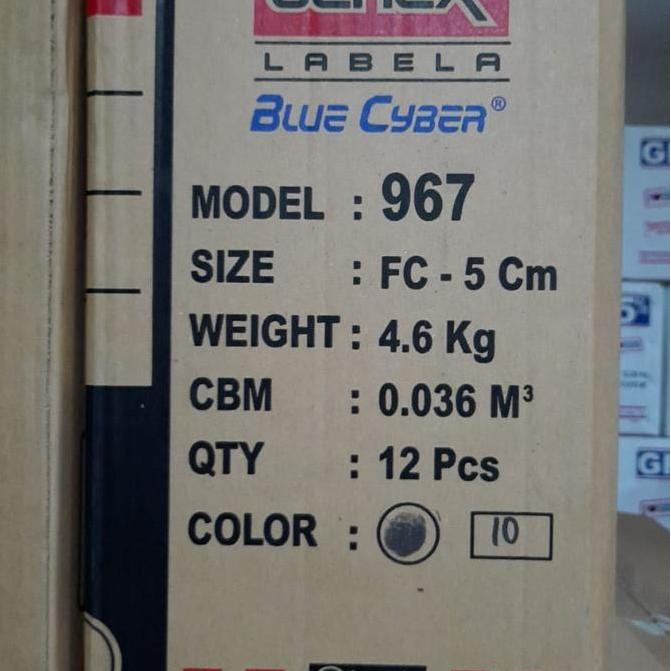 LABELA
BLUE CYBER®
MODEL : 967
SIZE : FC - 5 Cm
WEIGHT : 4.6 Kg
CBM : 0.036 M³
QTY : 12 Pcs
COLOR : 10